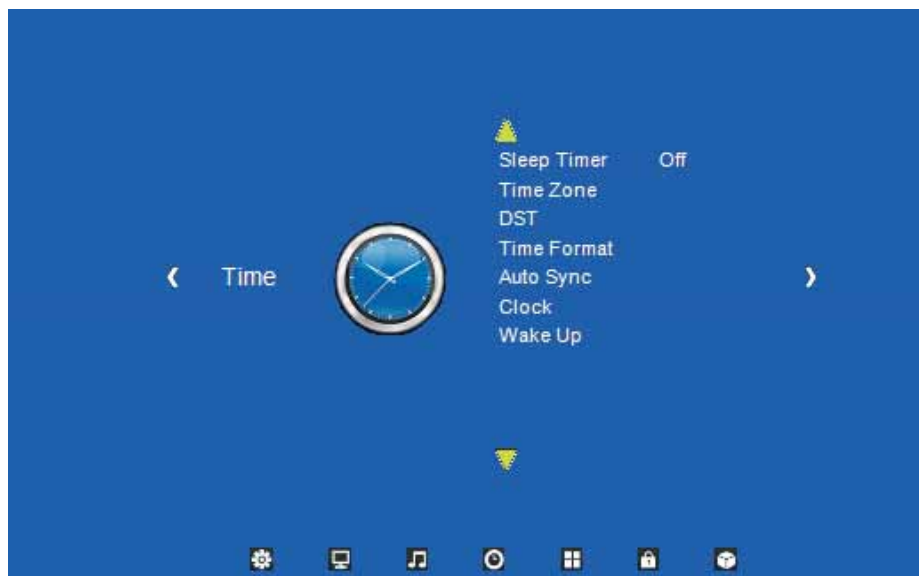 Sleep Timer Off
Time Zone
DST
Time Format
Time
Auto Sync
Clock
Wake Up